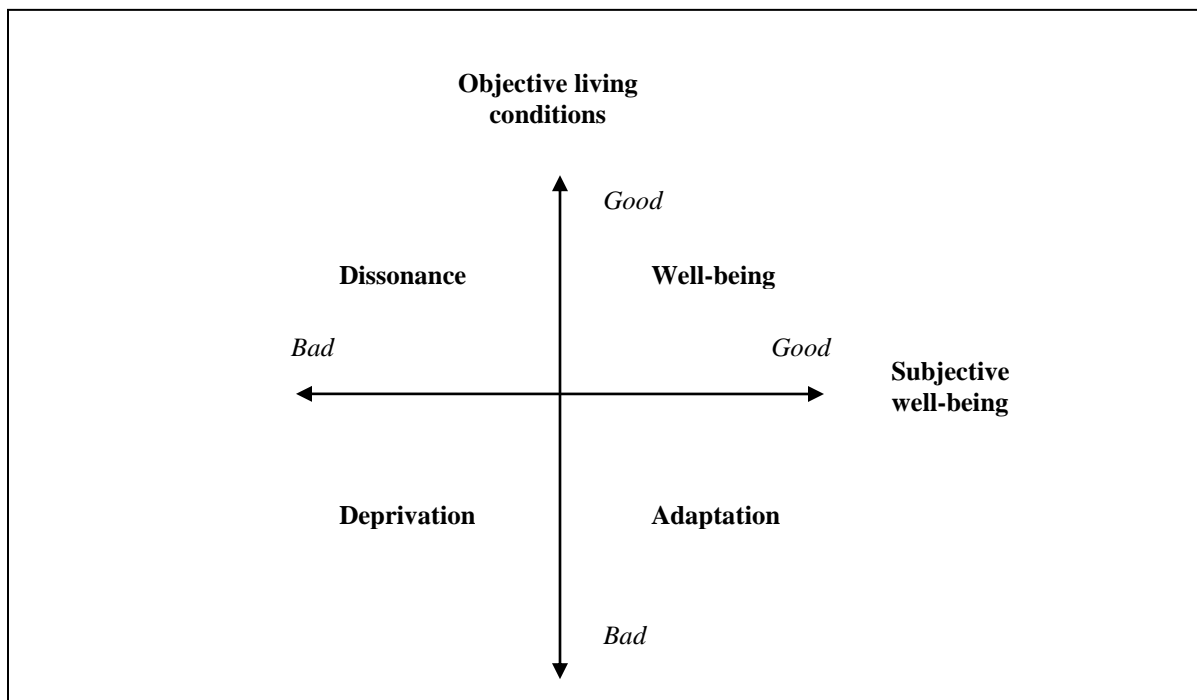 Objective living
conditions
Good
Dissonance
Well-being
Bad
Good
Subjective
well-being
Deprivation
Adaptation
Bad